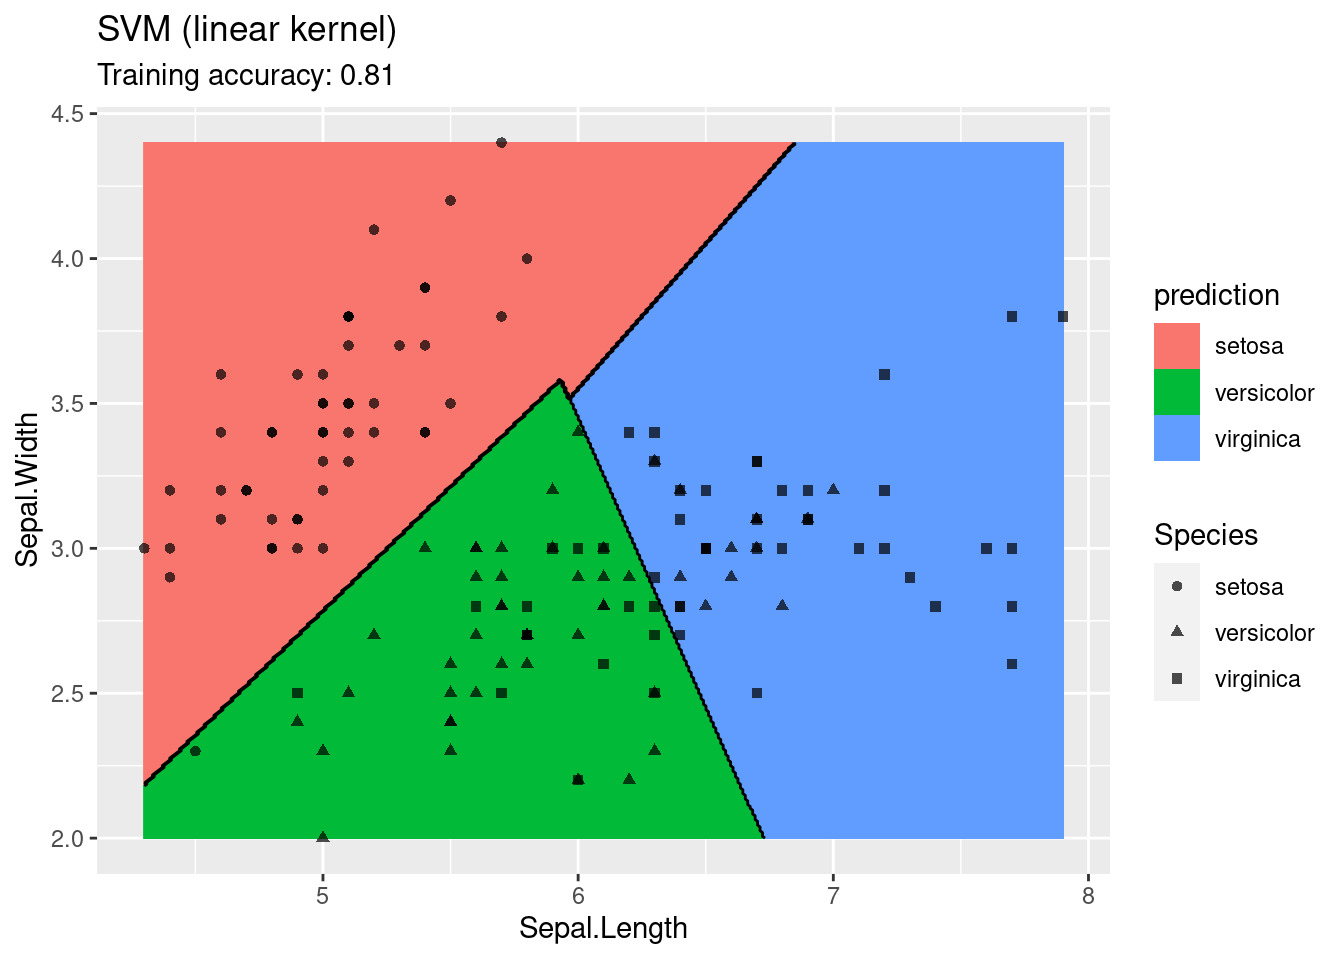 SVM (linear kernel)
Training accuracy: 0.81
4.5
4.0
3.5
3.0
2.5
2.0
Sepal.Width
5 6 7 8
Sepal.Length
prediction
setosa
versicolor
virginica
Species
setosa
versicolor
virginica